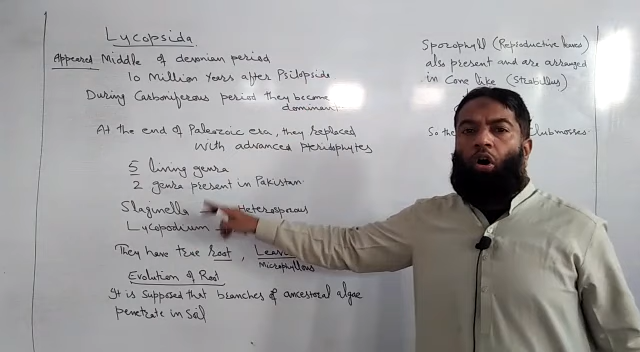 Lycopsida
Appeared Middle of devonian period
10 Million Years after Psilopsida
During Carboniferous period they become
dominant
At the end of Paleozoic era, they replaced
with advanced pteridophytes
5 living genra
2 genra present in Pakistan.
Slaginella Heterosporous
Lycopodium
They have true root,
Microphyllous
Evolution of Root
It is supposed that branches of ancestoral algae
penetrate in soil
Sporophyll (Reproductive leaves)
also present and are arranged
in cone like (Strobillus)
So the Clubmosses.